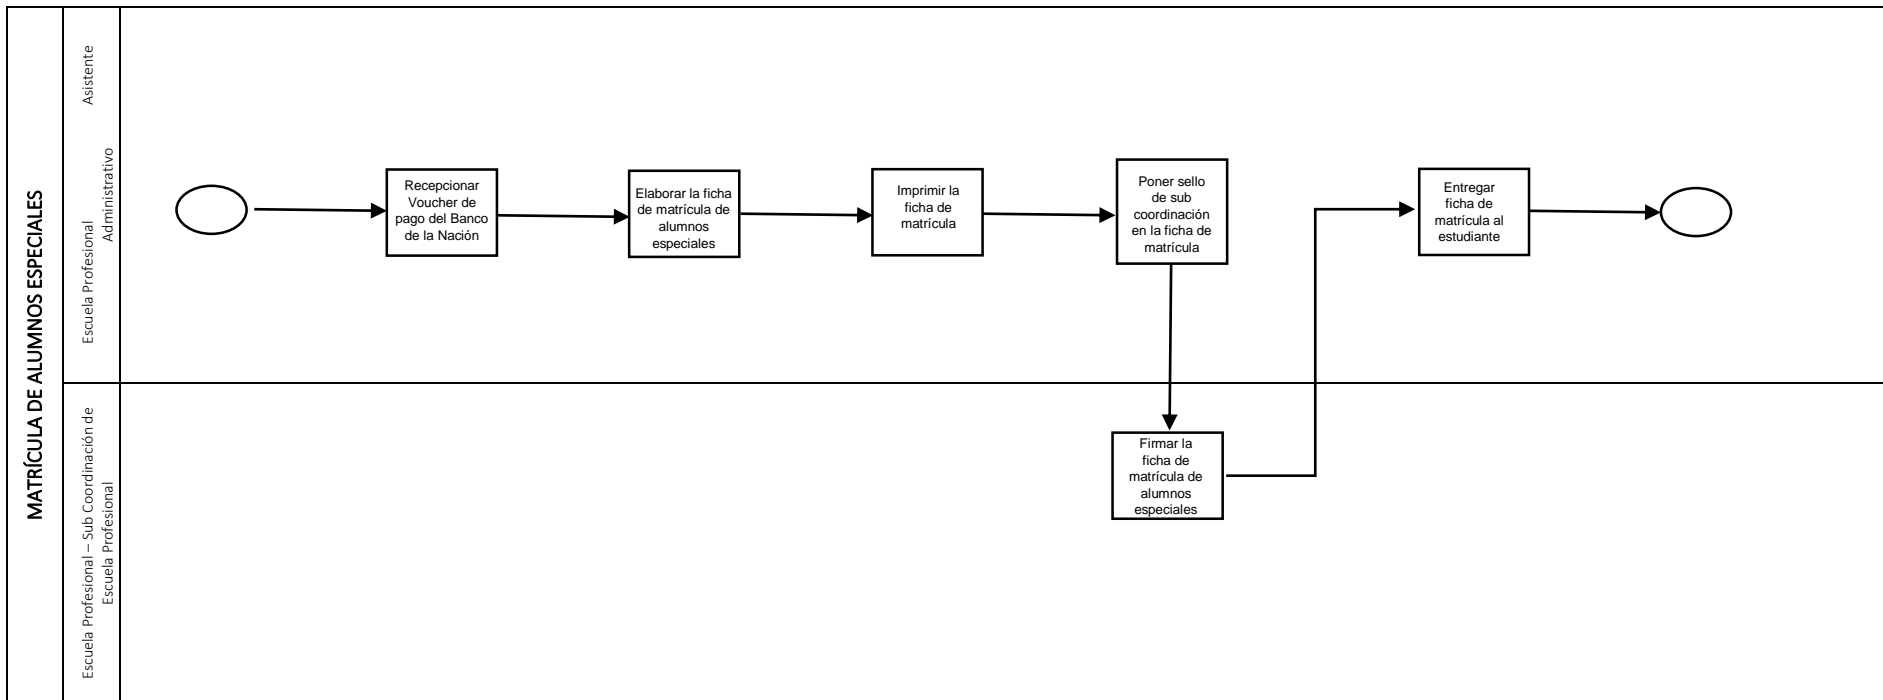 MATRÍCULA DE ALUMNOS ESPECIALES
Escuela Profesional Asistente
Administrativo
Recepcionar
Voucher de
pago del Banco
de la Nación
Elaborar la ficha
de matrícula de
alumnos
especiales
Imprimir la
ficha de
matrícula
Poner sello
de sub
coordinación
en la ficha de
matrícula
Entregar
ficha de
matrícula al
estudiante
Escuela Profesional – Sub Coordinación de
Escuela Profesional
Firmar la
ficha de
matrícula de
alumnos
especiales